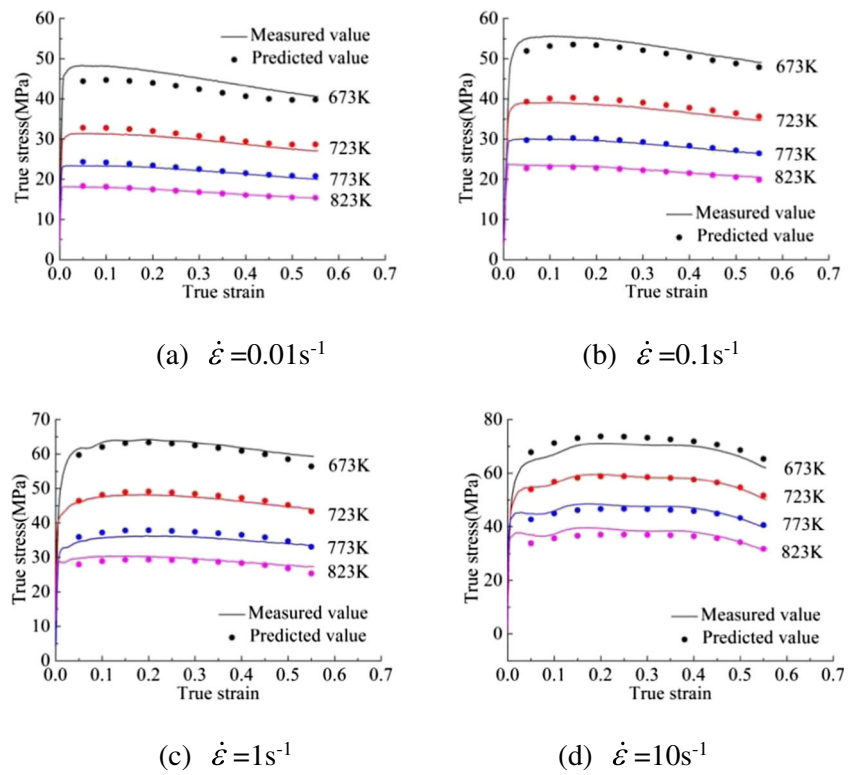 60
50
40
30
20
10
0
True stress(MPa)
Measured value
Predicted value
673K
723K
773K
823K
0.0 0.1 0.2 0.3 0.4 0.5 0.6 0.7
True strain
(a) ε̇ =0.01s⁻¹
60
50
40
30
20
10
0
True stress(MPa)
673K
723K
773K
823K
Measured value
Predicted value
0.0 0.1 0.2 0.3 0.4 0.5 0.6 0.7
True strain
(b) ε̇ =0.1s⁻¹
70
60
50
40
30
20
10
0
True stress(MPa)
673K
723K
773K
823K
Measured value
Predicted value
0.0 0.1 0.2 0.3 0.4 0.5 0.6 0.7
True strain
(c) ε̇ =1s⁻¹
80
60
40
20
0
True stress(MPa)
673K
723K
773K
823K
Measured value
Predicted value
0.0 0.1 0.2 0.3 0.4 0.5 0.6 0.7
True strain
(d) ε̇ =10s⁻¹